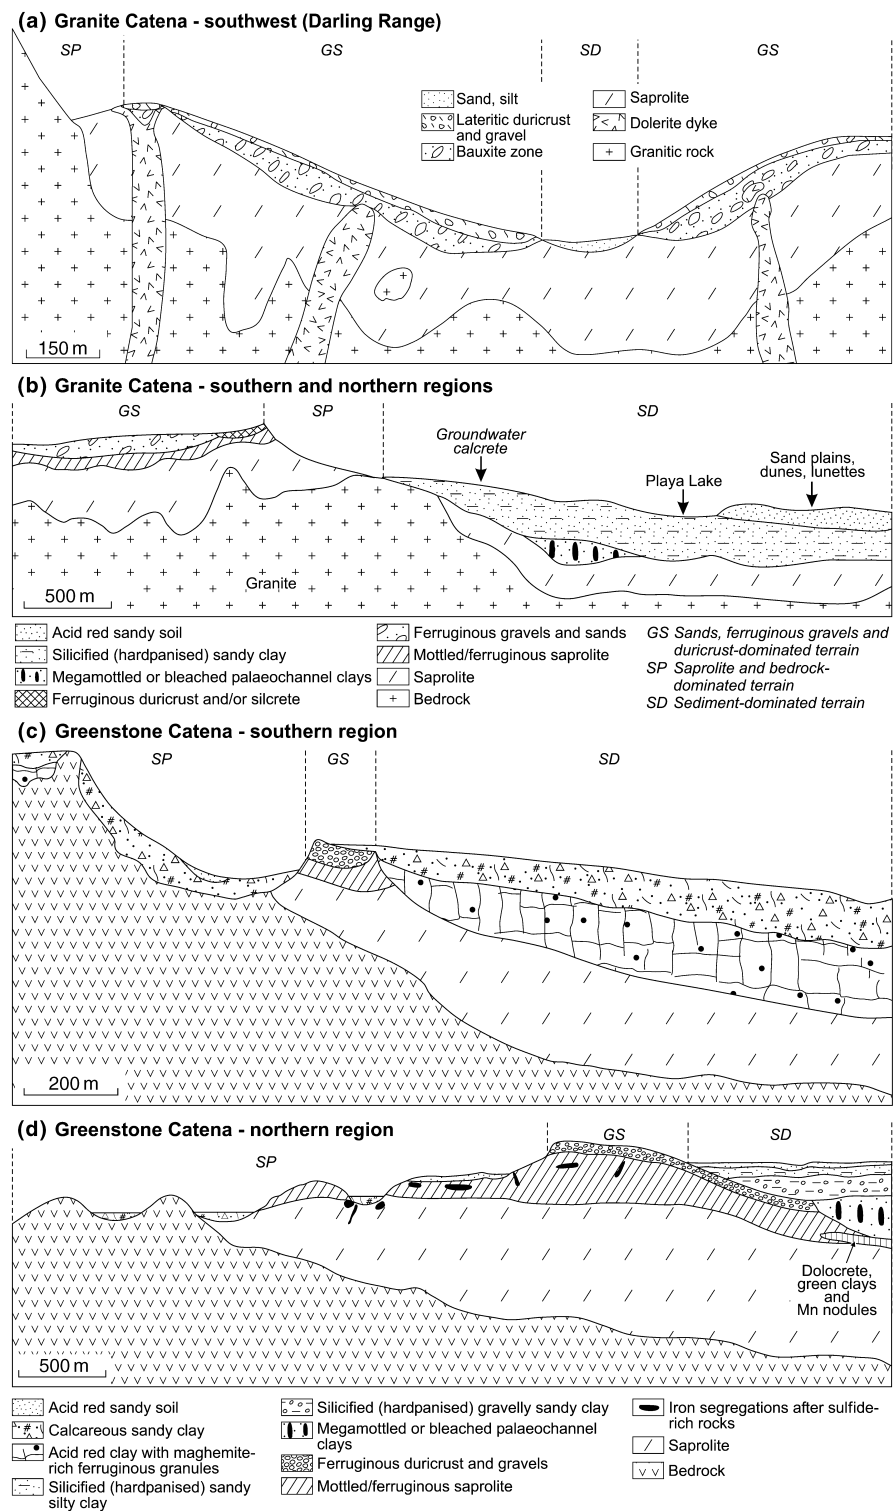 (a) Granite Catena - southwest (Darling Range)
SP
GS
SD
GS
Sand, silt
Lateritic duricrust
and gravel
Bauxite zone
Saprolite
Dolerite dyke
Granitic rock
150 m
(b) Granite Catena - southern and northern regions
GS
SP
SD
Groundwater
calcrete
Playa Lake
Sand plains,
dunes, lunettes
Granite
500 m
Acid red sandy soil
Silicified (hardpanised) sandy clay
Megamottled or bleached palaeochannel clays
Ferruginous duricrust and/or silcrete
Ferruginous gravels and sands
Mottled/ferruginous saprolite
Saprolite
Bedrock
GS Sands, ferruginous gravels and
duricrust-dominated terrain
SP Saprolite and bedrock-
dominated terrain
SD Sediment-dominated terrain
(c) Greenstone Catena - southern region
SP
GS
SD
200 m
(d) Greenstone Catena - northern region
SP
GS
SD
Dolocrete,
green clays
and
Mn nodules
500 m
Acid red sandy soil
Calcareous sandy clay
Acid red clay with maghemite-
rich ferruginous granules
Silicified (hardpanised) sandy
silty clay
Silicified (hardpanised) gravelly sandy clay
Megamottled or bleached palaeochannel
clays
Ferruginous duricrust and gravels
Mottled/ferruginous saprolite
Iron segregations after sulfide-
rich rocks
Saprolite
Bedrock